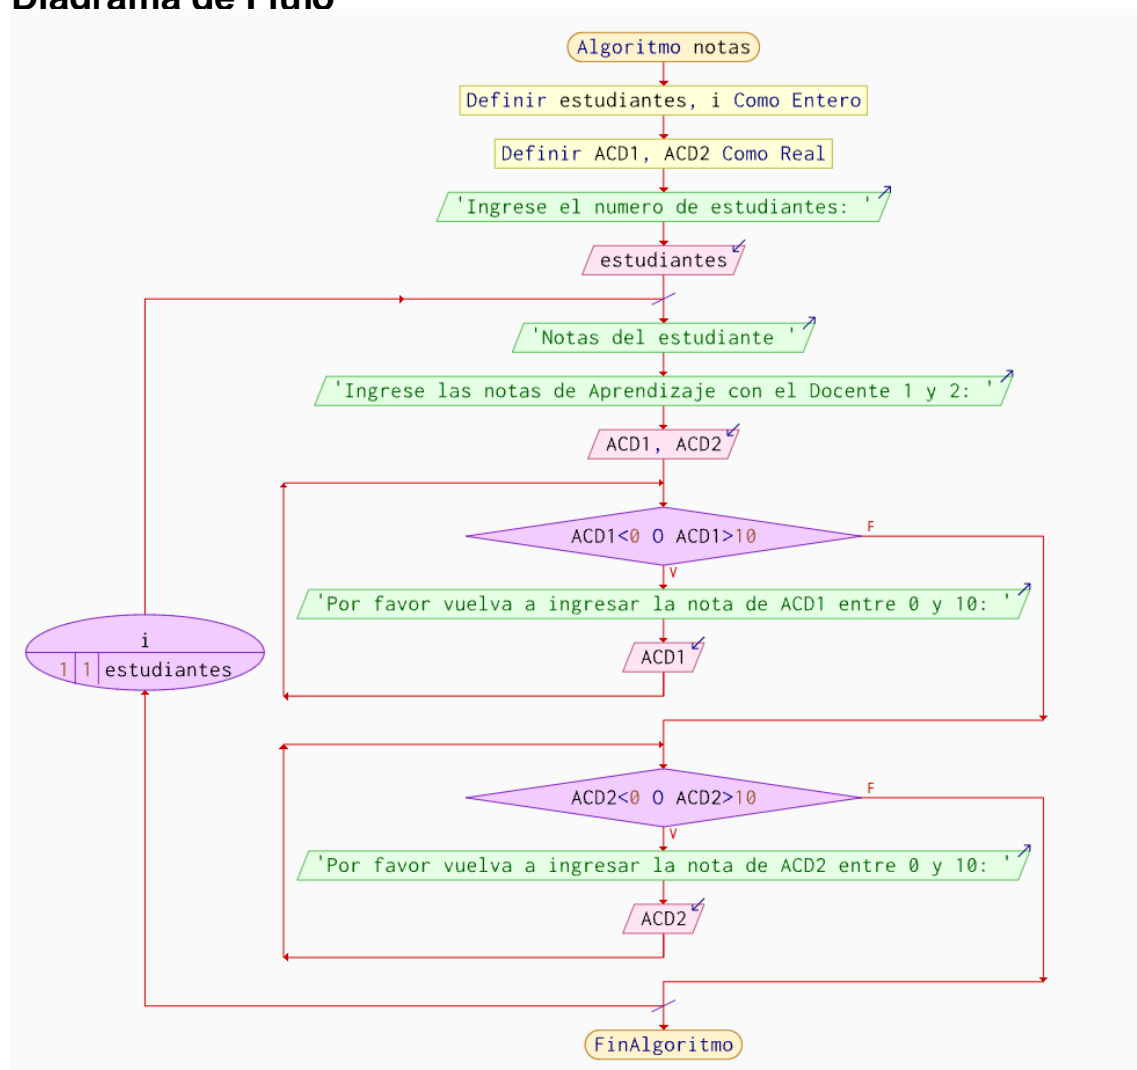 Diagrama de Flujo
Algoritmo notas
Definir estudiantes, i Como Entero
Definir ACD1, ACD2 Como Real
'Ingrese el numero de estudiantes: '
estudiantes
'Notas del estudiante '
'Ingrese las notas de Aprendizaje con el Docente 1 y 2: '
ACD1, ACD2
ACD1<0 O ACD1>10
F
V
'Por favor vuelva a ingresar la nota de ACD1 entre 0 y 10: '
ACD1
i
1 1 estudiantes
ACD2<0 O ACD2>10
F
V
'Por favor vuelva a ingresar la nota de ACD2 entre 0 y 10: '
ACD2
FinAlgoritmo